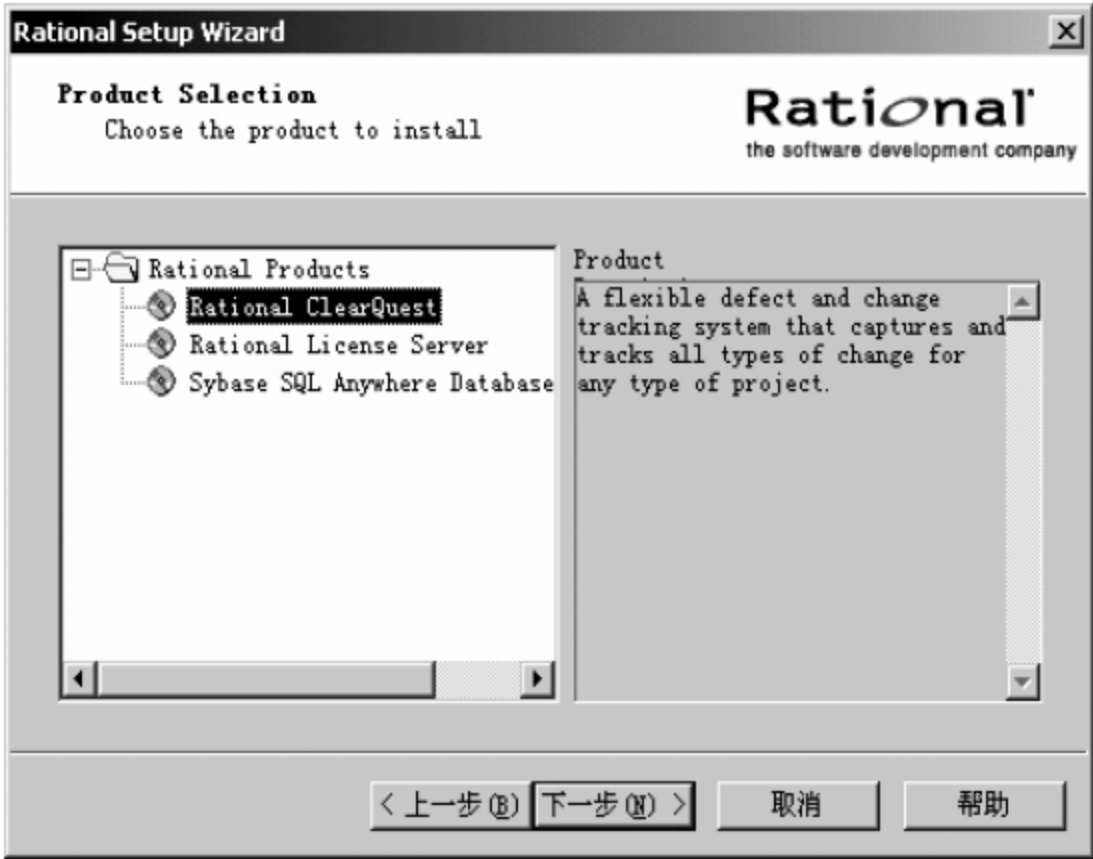 Rational Setup Wizard
Product Selection
Choose the product to install
Rational
the software development company
Rational Products
Rational ClearQuest
Rational License Server
Sybase SQL Anywhere Database
Product
A flexible defect and change
tracking system that captures and
tracks all types of change for
any type of project.
< 上一步(B) 下一步(N) > 取消 帮助